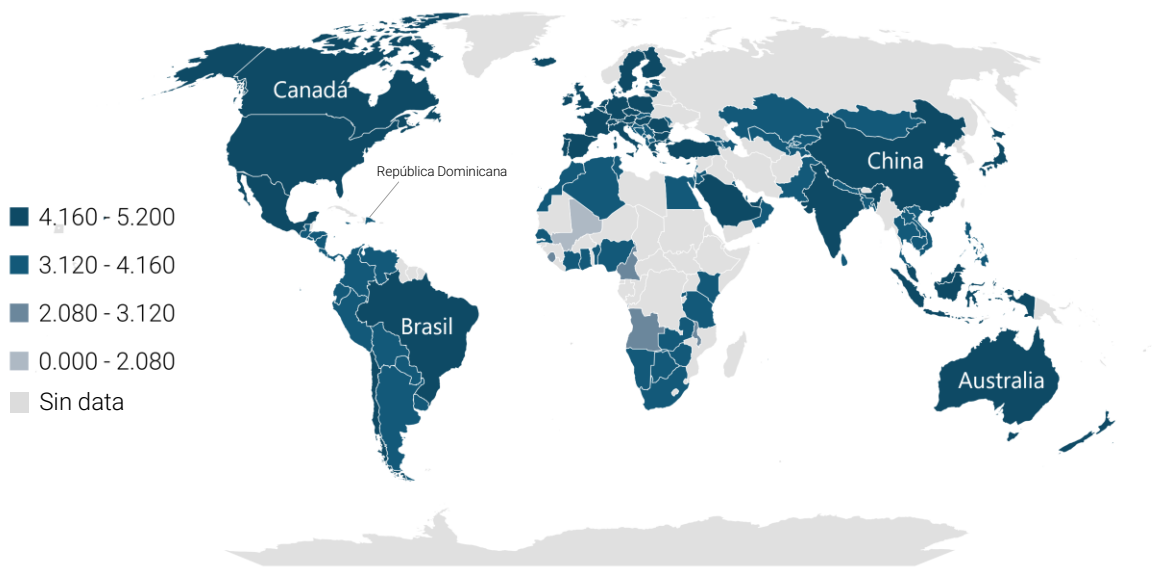 Canadá
República Dominicana
China
4.160 - 5.200
3.120 - 4.160
2.080 - 3.120
0.000 - 2.080
Sin data
Brasil
Australia